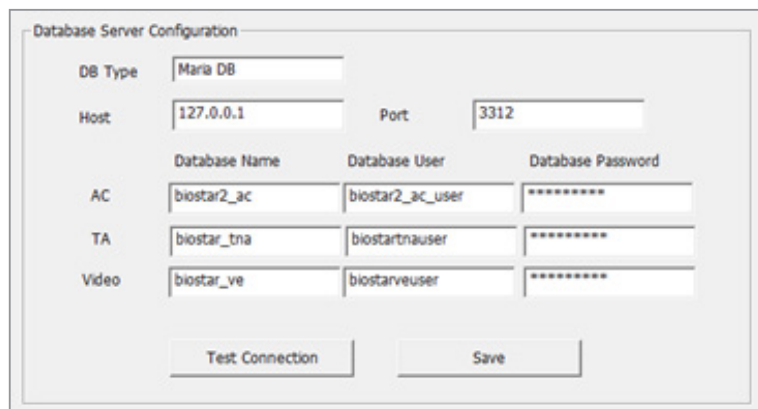 Database Server Configuration
DB Type Maria DB
Host 127.0.0.1 Port 3312
Database Name Database User Database Password
AC biostar2_ac biostar2_ac_user *********
TA biostar_tna biostartnauser *********
Video biostar_ve biostarveuser *********
Test Connection Save